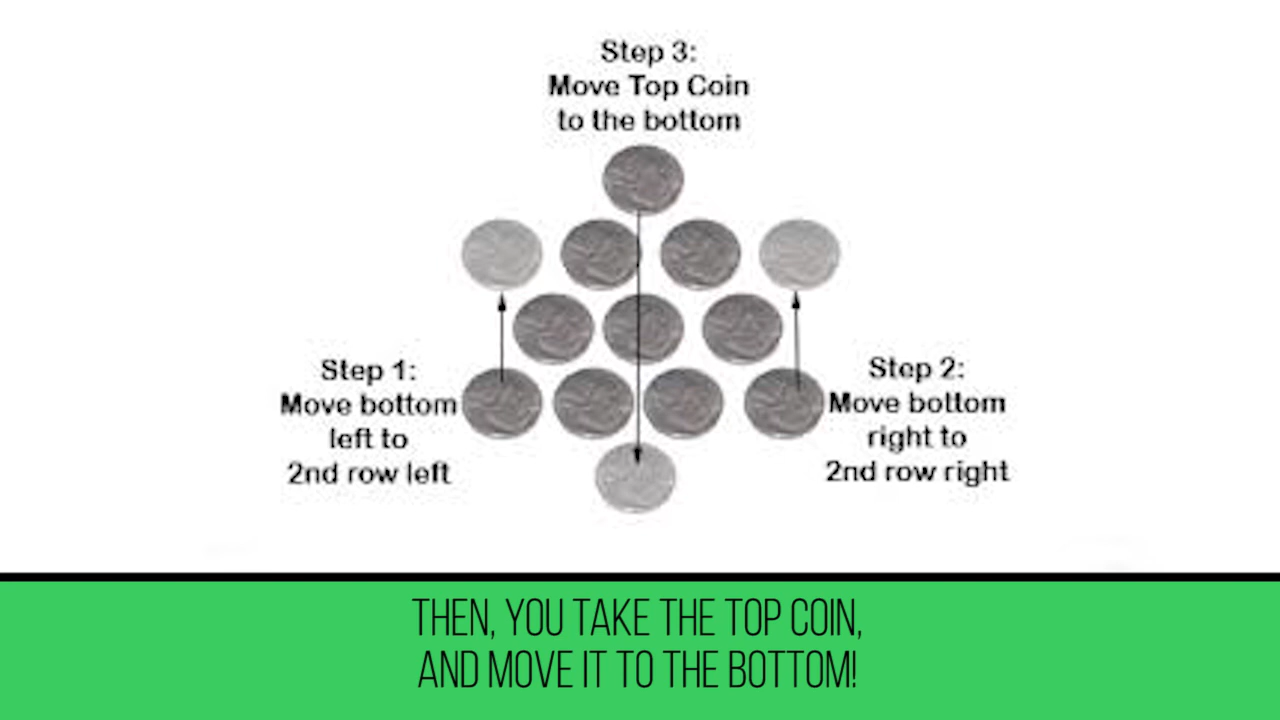 Step 3:
Move Top Coin
to the bottom
Step 1:
Move bottom
left to
2nd row left
Step 2:
Move bottom
right to
2nd row right
THEN, YOU TAKE THE TOP COIN,
AND MOVE IT TO THE BOTTOM!